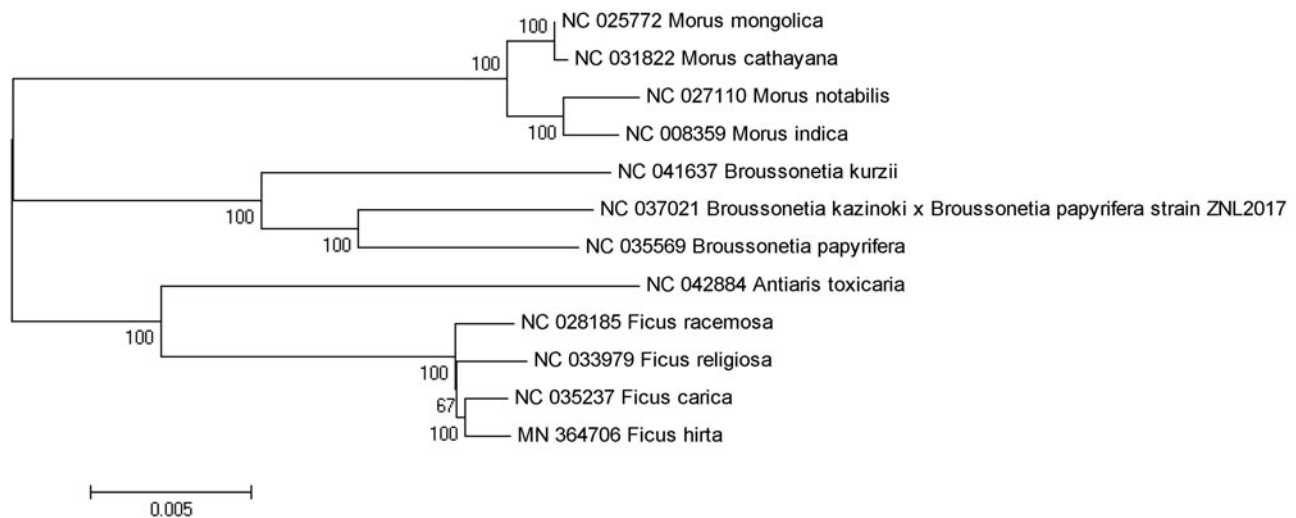 100 NC 025772 Morus mongolica
NC 031822 Morus cathayana
100
NC 027110 Morus notabilis
100 NC 008359 Morus indica
NC 041637 Broussonetia kurzii
100
NC 037021 Broussonetia kazinoki x Broussonetia papyrifera strain ZNL2017
100 NC 035569 Broussonetia papyrifera
NC 042884 Antiaris toxicaria
100
NC 028185 Ficus racemosa
NC 033979 Ficus religiosa
100
NC 035237 Ficus carica
67
100 MN 364706 Ficus hirta
0.005